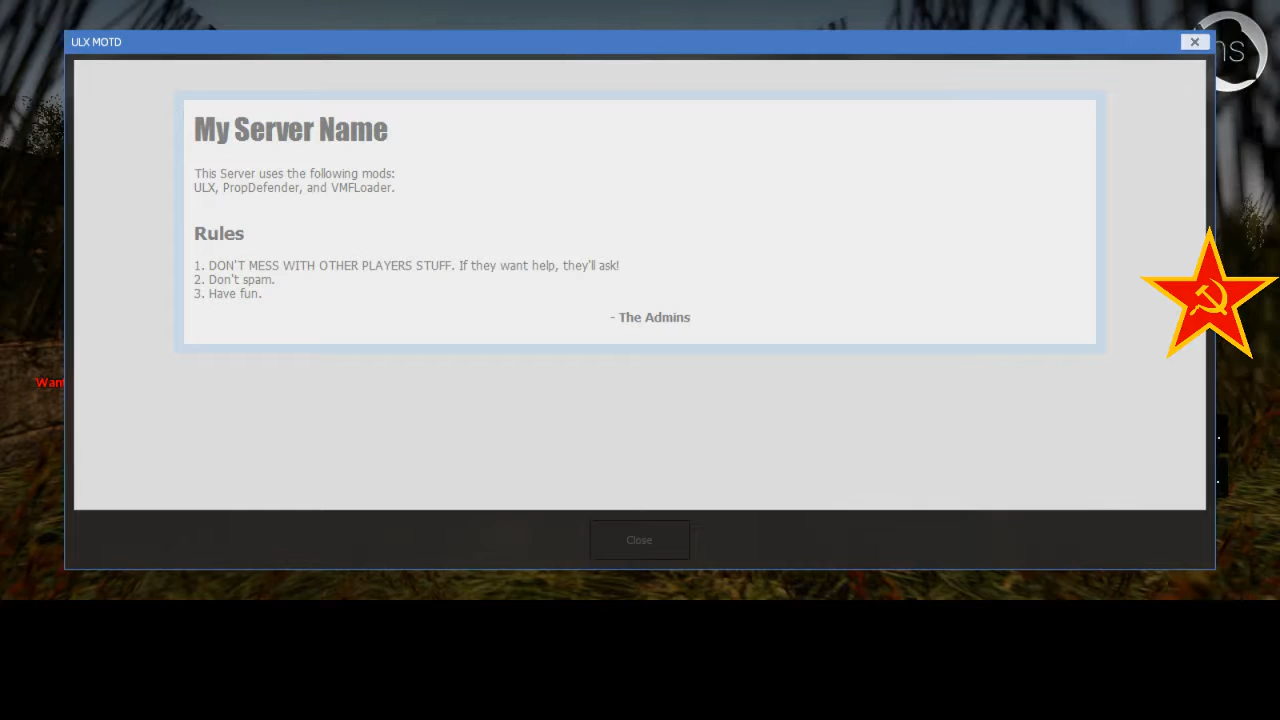 ULX MOTD
My Server Name
This Server uses the following mods:
ULX, PropDefender, and VMFLoader.
Rules
1. DON'T MESS WITH OTHER PLAYERS STUFF. If they want help, they'll ask!
2. Don't spam.
3. Have fun.
- The Admins
Want
Close